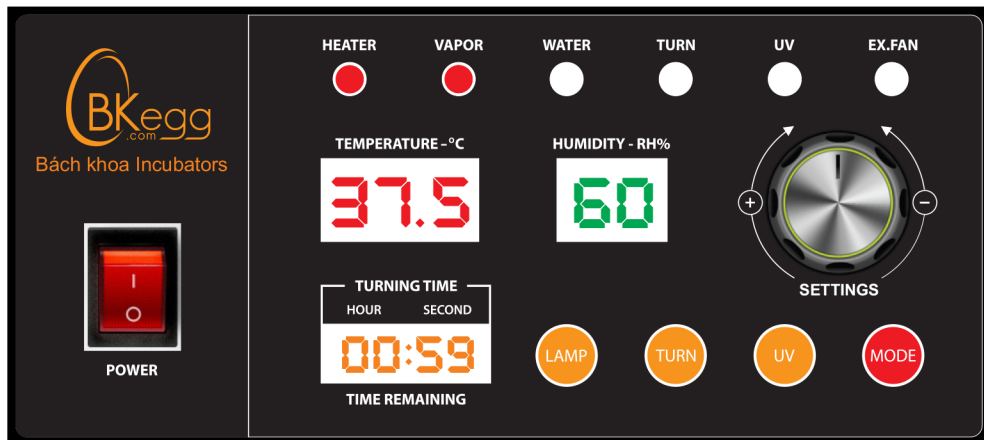 BKegg
.com
Bách khoa Incubators
I
O
POWER
HEATER VAPOR WATER TURN UV EX.FAN
TEMPERATURE - °C HUMIDITY - RH%
37.5 60
+ −
SETTINGS
TURNING TIME
HOUR SECOND
00:59
TIME REMAINING
LAMP TURN UV MODE